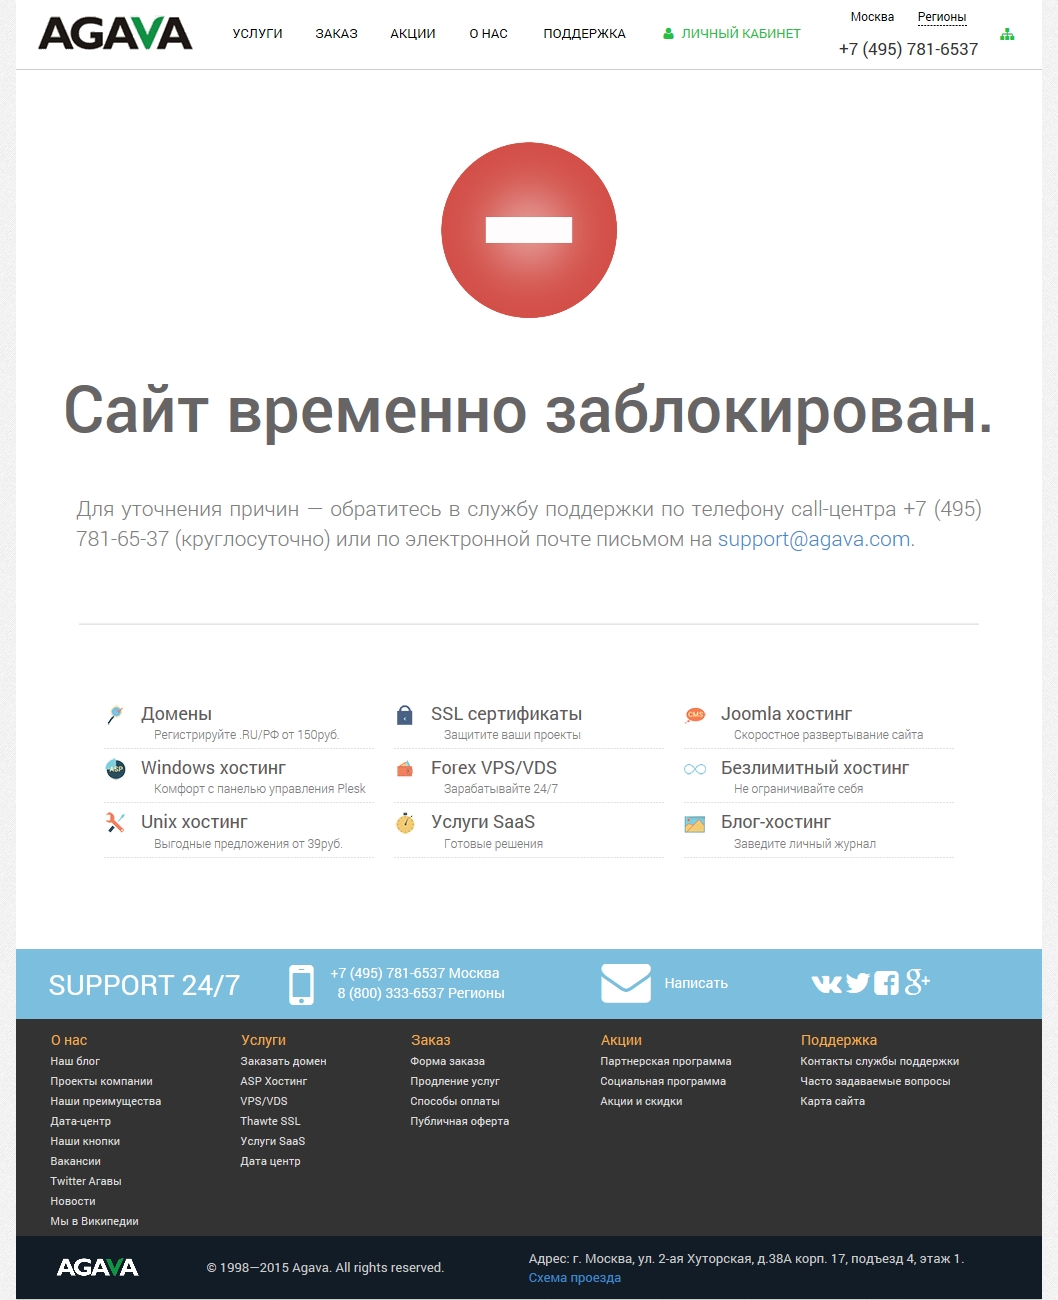 AGAVA
УСЛУГИ ЗАКАЗ АКЦИИ О НАС ПОДДЕРЖКА ЛИЧНЫЙ КАБИНЕТ
Москва Регионы
+7 (495) 781-6537
Сайт временно заблокирован.
Для уточнения причин — обратитесь в службу поддержки по телефону call-центра +7 (495)
781-65-37 (круглосуточно) или по электронной почте письмом на support@agava.com.
Домены
Регистрируйте .RU/РФ от 150руб.
SSL сертификаты
Защитите ваши проекты
CMS
Joomla хостинг
Скоростное развертывание сайта
ASP
Windows хостинг
Комфорт с панелью управления Plesk
Forex VPS/VDS
Зарабатывайте 24/7
Безлимитный хостинг
Не ограничивайте себя
Unix хостинг
Выгодные предложения от 39руб.
Услуги SaaS
Готовые решения
Блог-хостинг
Заведите личный журнал
SUPPORT 24/7
+7 (495) 781-6537 Москва
8 (800) 333-6537 Регионы
Написать
О нас
Наш блог
Проекты компании
Наши преимущества
Дата-центр
Наши кнопки
Вакансии
Twitter Агавы
Новости
Мы в Википедии
Услуги
Заказать домен
ASP Хостинг
VPS/VDS
Thawte SSL
Услуги SaaS
Дата центр
Заказ
Форма заказа
Продление услуг
Способы оплаты
Публичная оферта
Акции
Партнерская программа
Социальная программа
Акции и скидки
Поддержка
Контакты службы поддержки
Часто задаваемые вопросы
Карта сайта
AGAVA
© 1998—2015 Agava. All rights reserved.
Адрес: г. Москва, ул. 2-ая Хуторская, д.38А корп. 17, подъезд 4, этаж 1.
Схема проезда